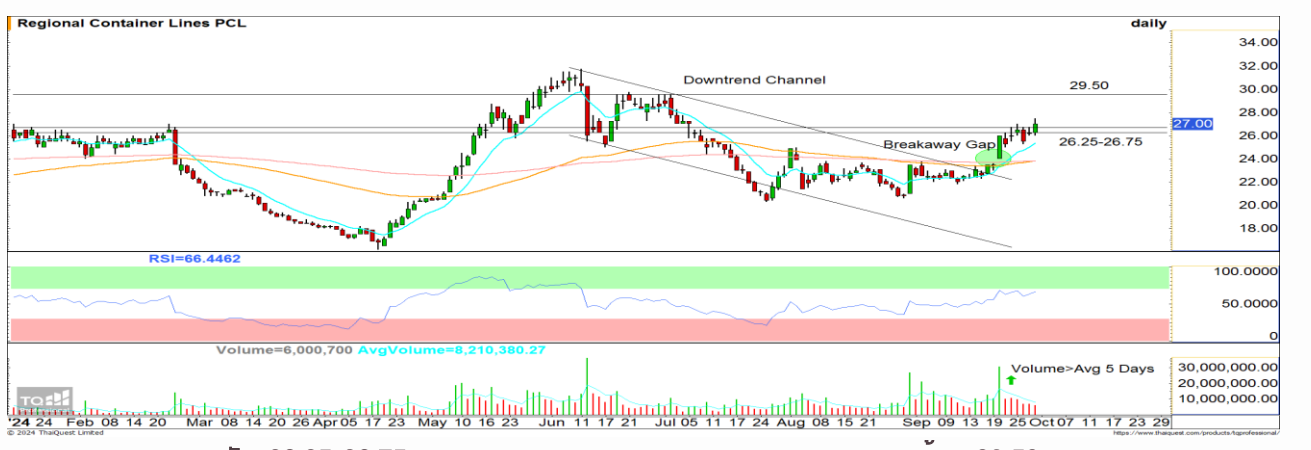 Regional Container Lines PCL
daily
34.00
32.00
30.00
28.00
27.00
26.00
24.00
22.00
20.00
18.00
Downtrend Channel
29.50
26.25-26.75
Breakaway Gap
RSI=66.4462
100.0000
50.0000
0
Volume=6,000,700 AvgVolume=8,210,380.27
Volume>Avg 5 Days
30,000,000.00
20,000,000.00
10,000,000.00
TQ
'24 24 Feb 08 14 20 Mar 08 14 20 26 Apr 05 17 23 May 10 16 23 Jun 11 17 23 Jul 05 11 17 24 Aug 08 15 21 Sep 09 13 19 25 Oct 07 11 17 23 29
© 2024 ThaiQuest Limited
https://www.thaiquest.com/products/tqprofessional/